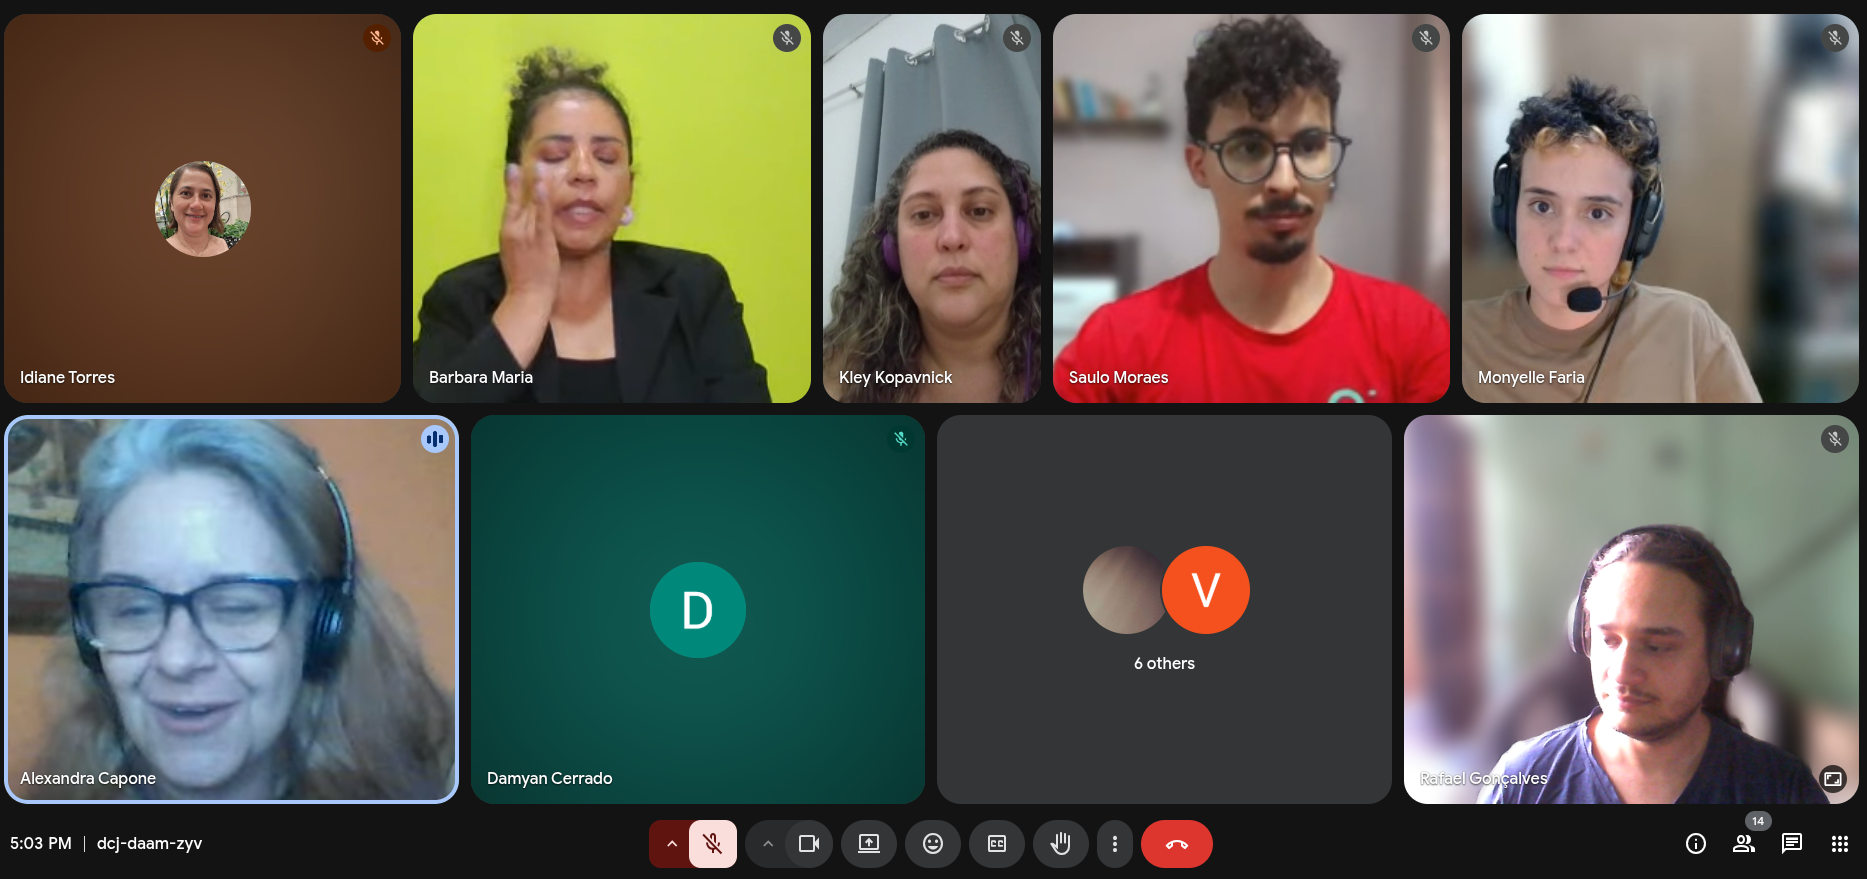 Idiane Torres
Barbara Maria
Kley Kopavnick
Saulo Moraes
Monyelle Faria
Alexandra Capone
D
Damyan Cerrado
V
6 others
Rafael Gonçalves
5:03 PM | dcj-daam-zyv
CC
14